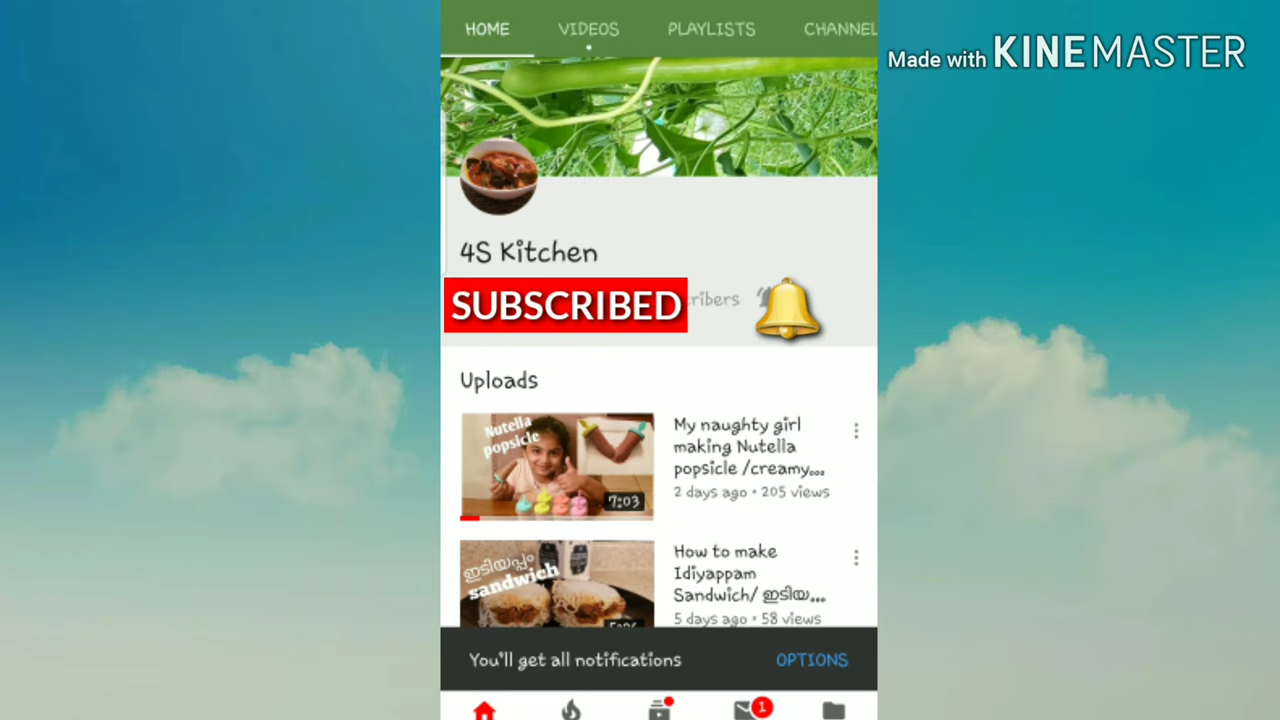 HOME VIDEOS PLAYLISTS CHANNEL
Made with KINEMASTER
4S Kitchen
SUBSCRIBED cribers
Uploads
Nutella
popsicle
7:03
My naughty girl
making Nutella
popsicle /creamy...
2 days ago • 205 views
ഇടിയപ്പം
sandwich
How to make
Idiyappam
Sandwich/ ഇടിയ...
5 days ago • 58 views
You'll get all notifications OPTIONS
1